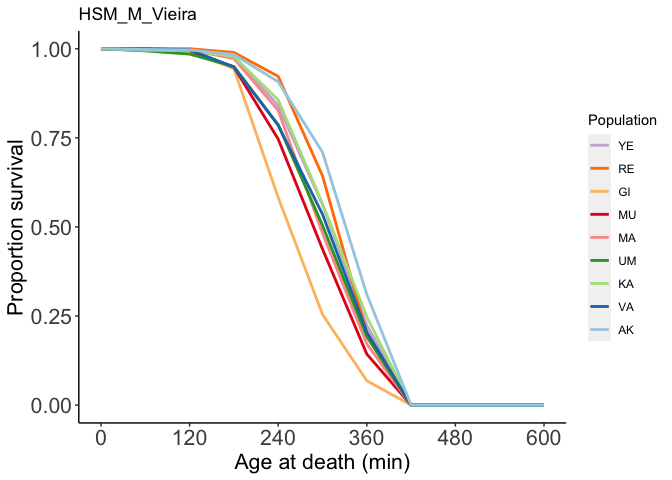 HSM_M_Vieira
Proportion survival
1.00
0.75
0.50
0.25
0.00
0 120 240 360 480 600
Age at death (min)
Population
YE
RE
GI
MU
MA
UM
KA
VA
AK